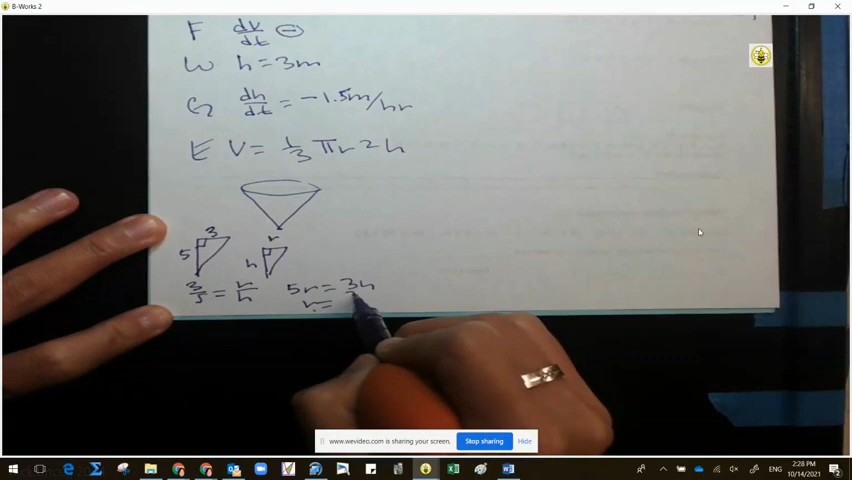 B-Works 2
F dV/dt ⊖
W h = 3m
G dh/dt = -1.5m/hr
E V = 1/3 πr2h
3 r
5 h
3/5 = r/h 5r = 3h
r =
www.wevideo.com is sharing your screen. Stop sharing Hide
ENG 2:28 PM
10/14/2021